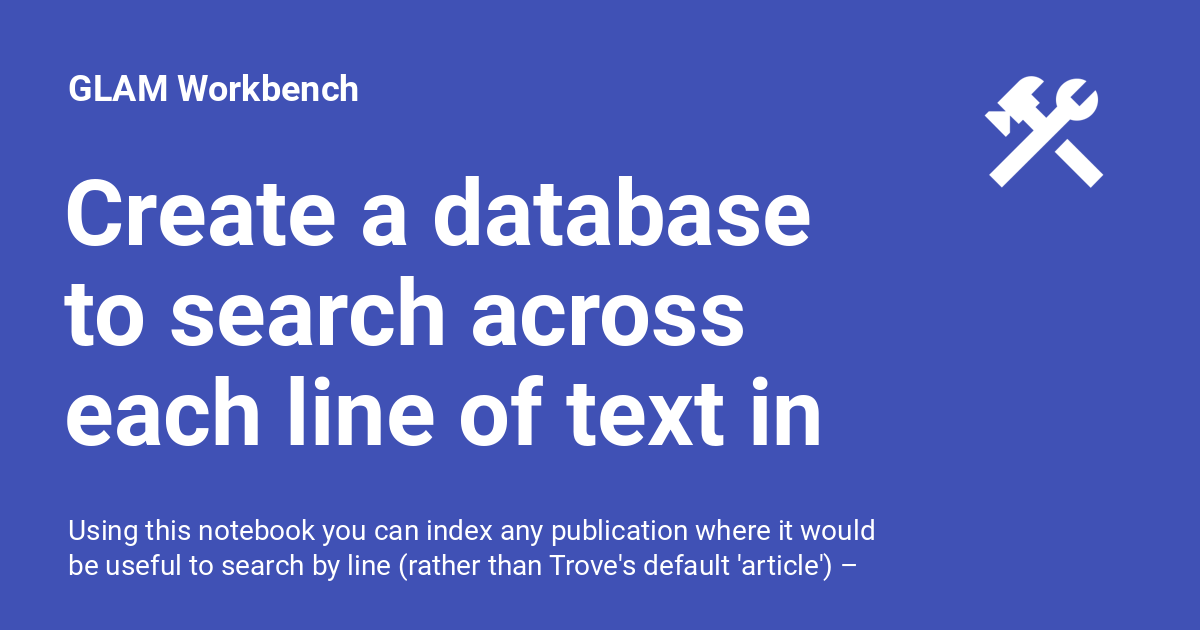 GLAM Workbench
Create a database
to search across
each line of text in
Using this notebook you can index any publication where it would
be useful to search by line (rather than Trove's default 'article') –